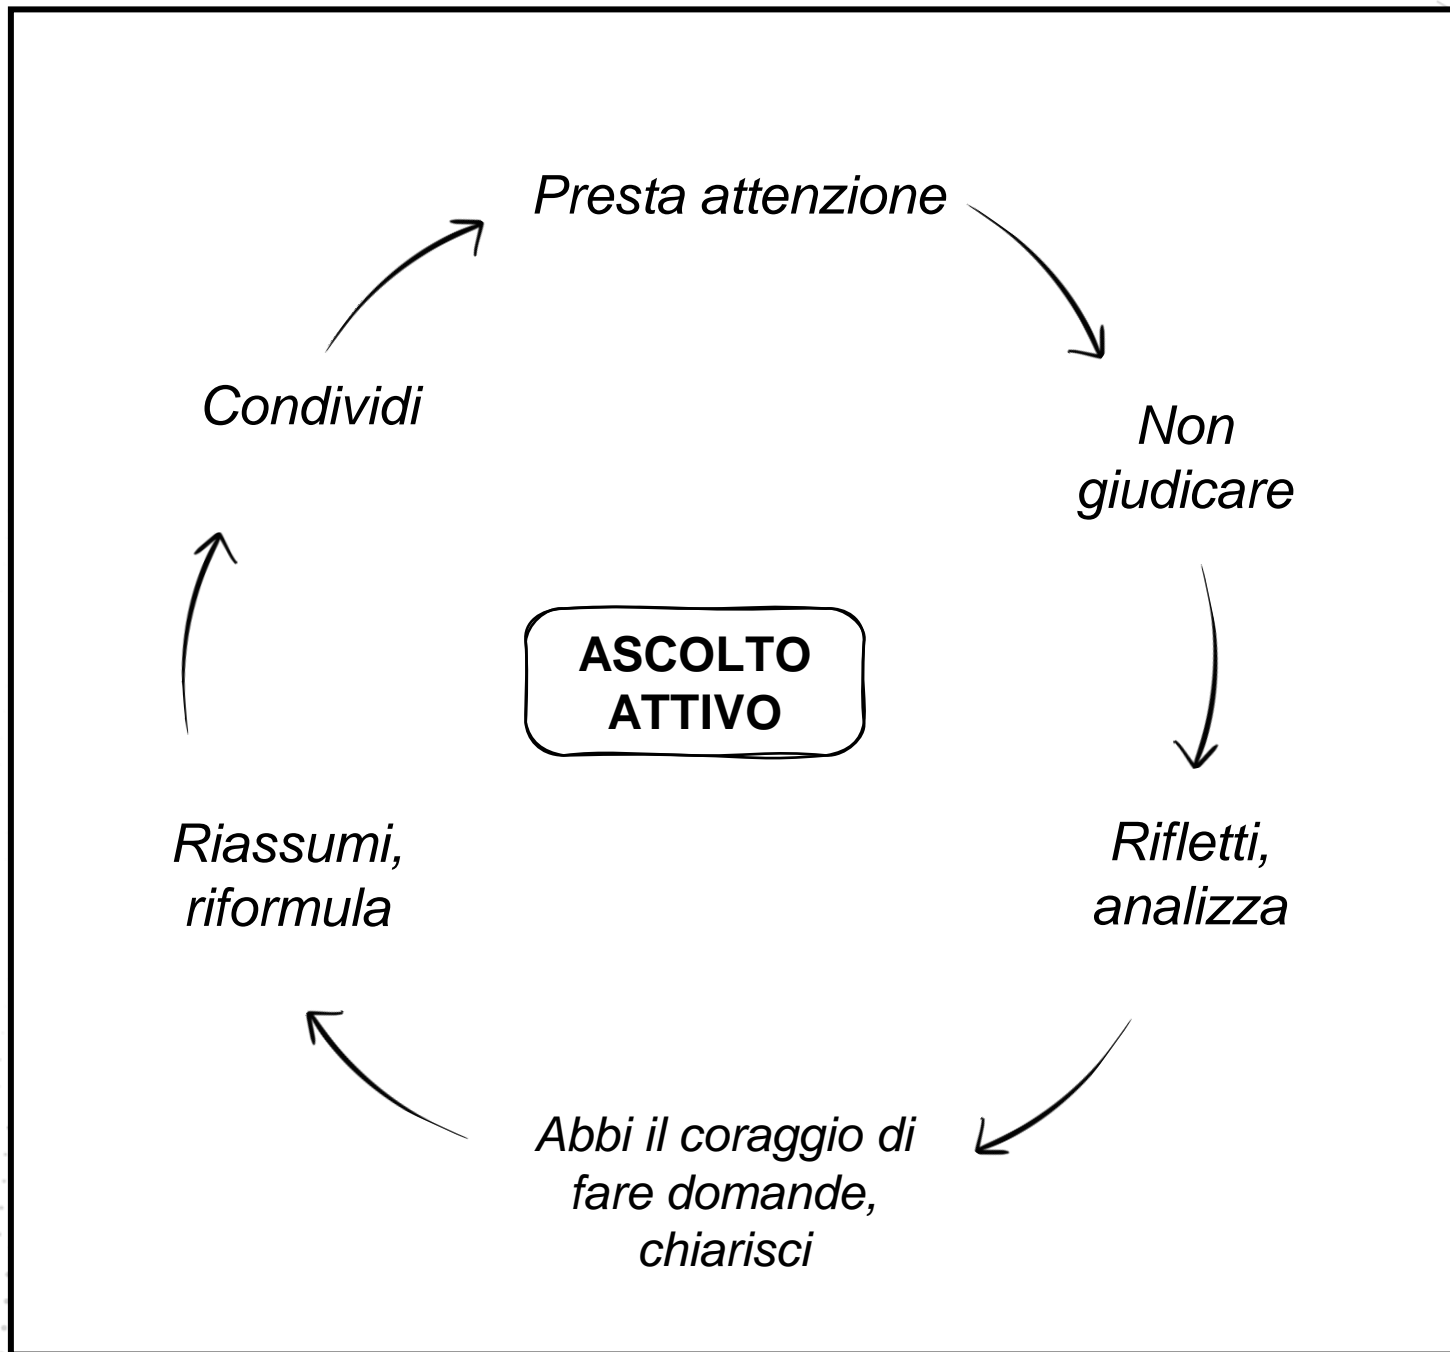 Presta attenzione
Non
giudicare
Rifletti,
analizza
Abbi il coraggio di
fare domande,
chiarisci
Riassumi,
riformula
Condividi
ASCOLTO
ATTIVO